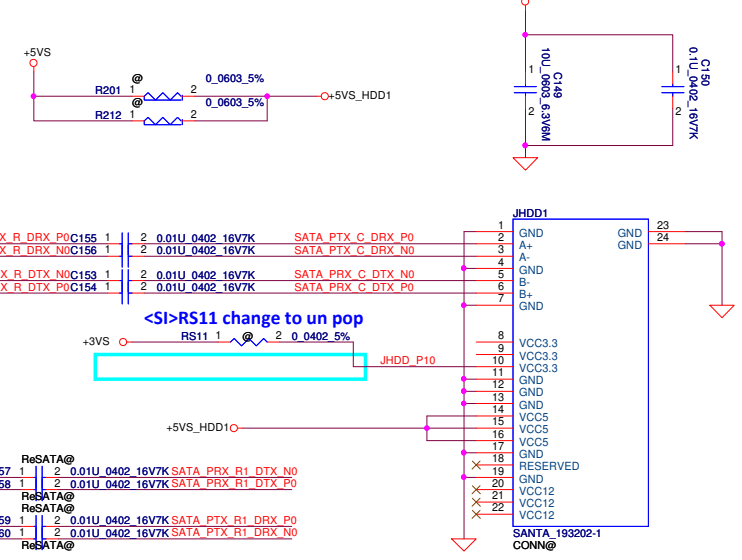 +5VS
@
R201 1 2 0_0603_5%
@
R212 1 2 0_0603_5%
+5VS_HDD1
1
2
C149
10U_0603_6.3V6M
1
2
C150
0.1U_0402_16V7K
JHDD1
X_R_DRX_P0 C155 1 2 0.01U_0402_16V7K SATA_PTX_C_DRX_P0
X_R_DRX_N0 C156 1 2 0.01U_0402_16V7K SATA_PTX_C_DRX_N0
X_R_DTX_N0 C153 1 2 0.01U_0402_16V7K SATA_PRX_C_DTX_N0
X_R_DTX_P0 C154 1 2 0.01U_0402_16V7K SATA_PRX_C_DTX_P0
1 GND
2 A+
3 A-
4 GND
5 B-
6 B+
7 GND
GND 23
GND 24
<SI>RS11 change to un pop
+3VS RS11 1 @ 2 0_0402_5%
JHDD_P10
8 VCC3.3
9 VCC3.3
10 VCC3.3
11 GND
12 GND
13 GND
14 VCC5
15 VCC5
16 VCC5
17 GND
18 RESERVED
19 GND
20 VCC12
21 VCC12
22 VCC12
+5VS_HDD1
SANTA_193202-1
CONN@
ReSATA@
57 1 2 0.01U_0402_16V7K SATA_PRX_R1_DTX_N0
58 1 2 0.01U_0402_16V7K SATA_PRX_R1_DTX_P0
ReSATA@
ReSATA@
59 1 2 0.01U_0402_16V7K SATA_PTX_R1_DRX_P0
60 1 2 0.01U_0402_16V7K SATA_PTX_R1_DRX_N0
ReSATA@